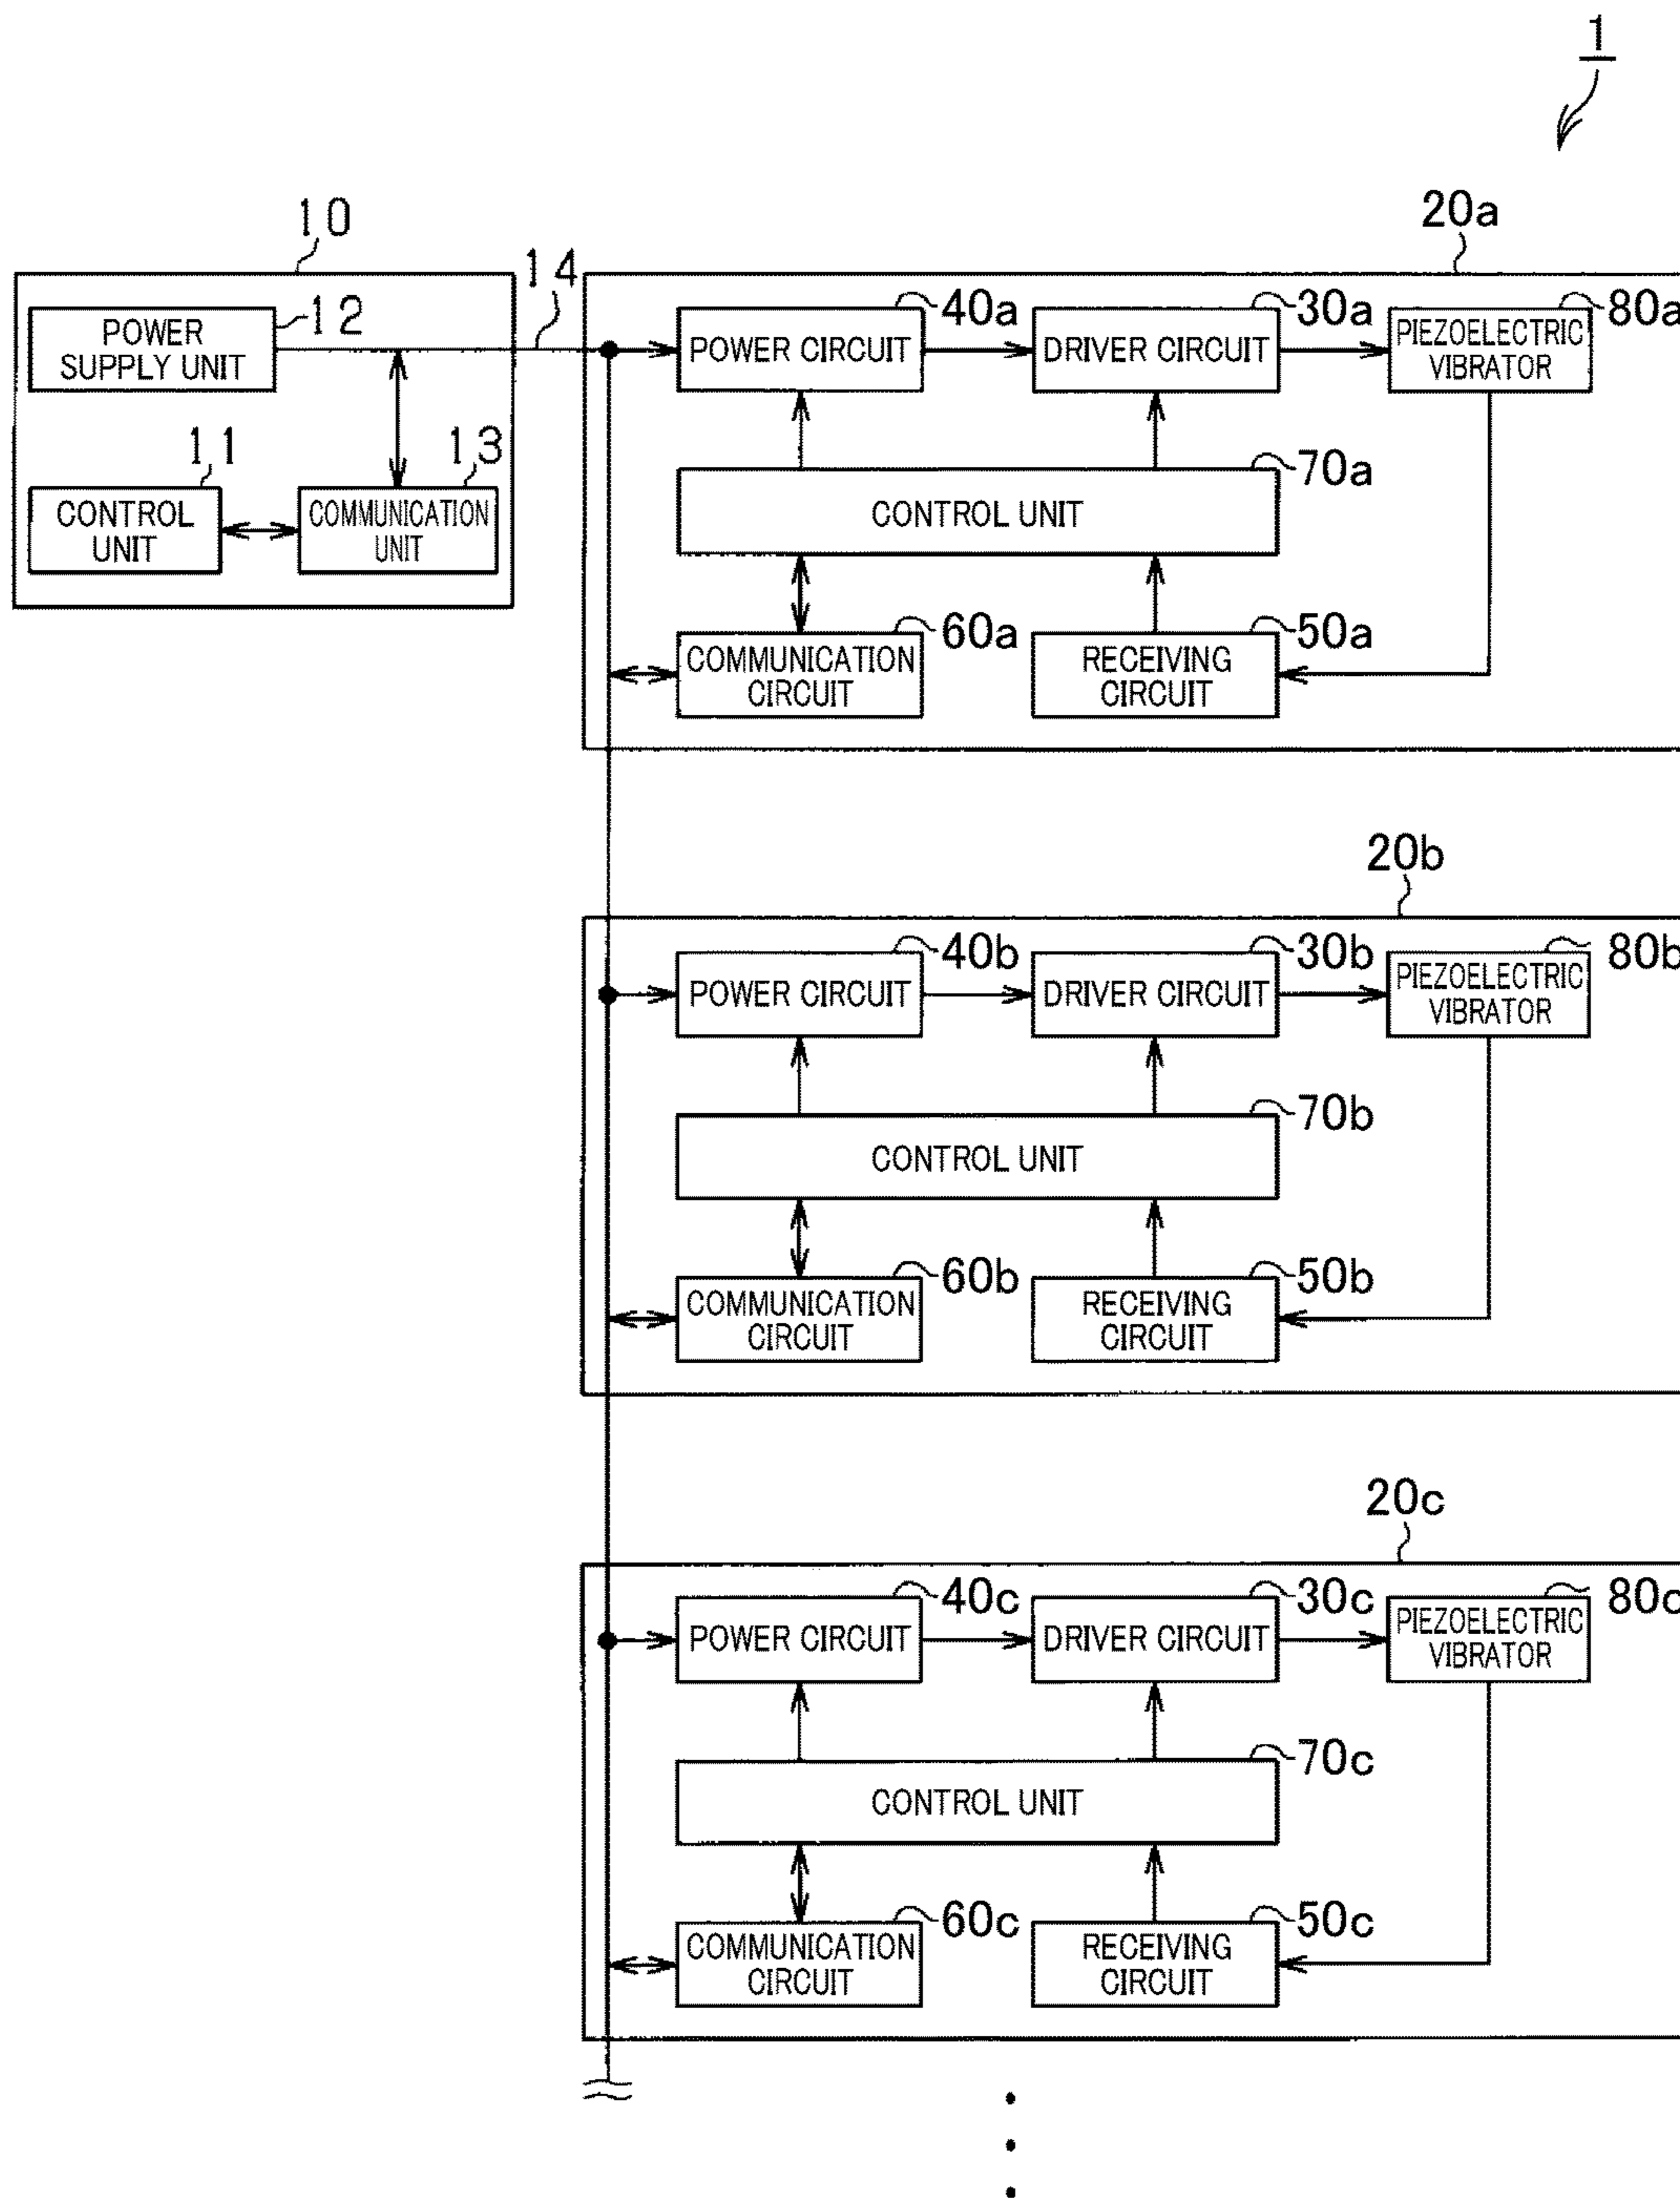 1
10
12
POWER
SUPPLY UNIT
14
11
CONTROL
UNIT
13
COMMUNICATION
UNIT
20a
40a
POWER CIRCUIT
30a
DRIVER CIRCUIT
80a
PIEZOELECTRIC
VIBRATOR
70a
CONTROL UNIT
60a
COMMUNICATION
CIRCUIT
50a
RECEIVING
CIRCUIT
20b
40b
POWER CIRCUIT
30b
DRIVER CIRCUIT
80b
PIEZOELECTRIC
VIBRATOR
70b
CONTROL UNIT
60b
COMMUNICATION
CIRCUIT
50b
RECEIVING
CIRCUIT
20c
40c
POWER CIRCUIT
30c
DRIVER CIRCUIT
80c
PIEZOELECTRIC
VIBRATOR
70c
CONTROL UNIT
60c
COMMUNICATION
CIRCUIT
50c
RECEIVING
CIRCUIT